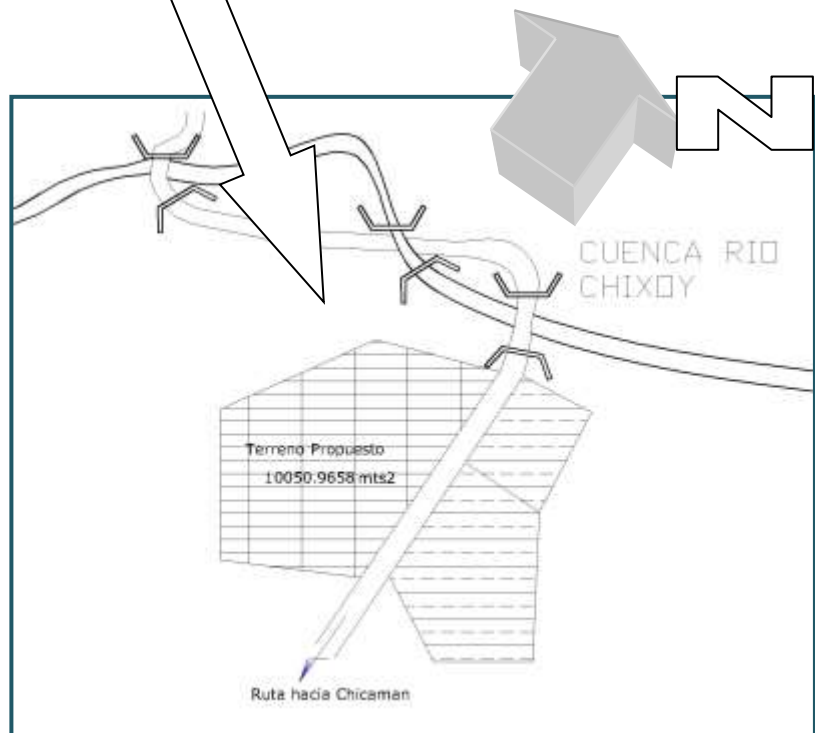 N
CUENCA RIO
CHIXOY
Terreno Propuesto
10050.9658 mts2
Ruta hacia Chicaman